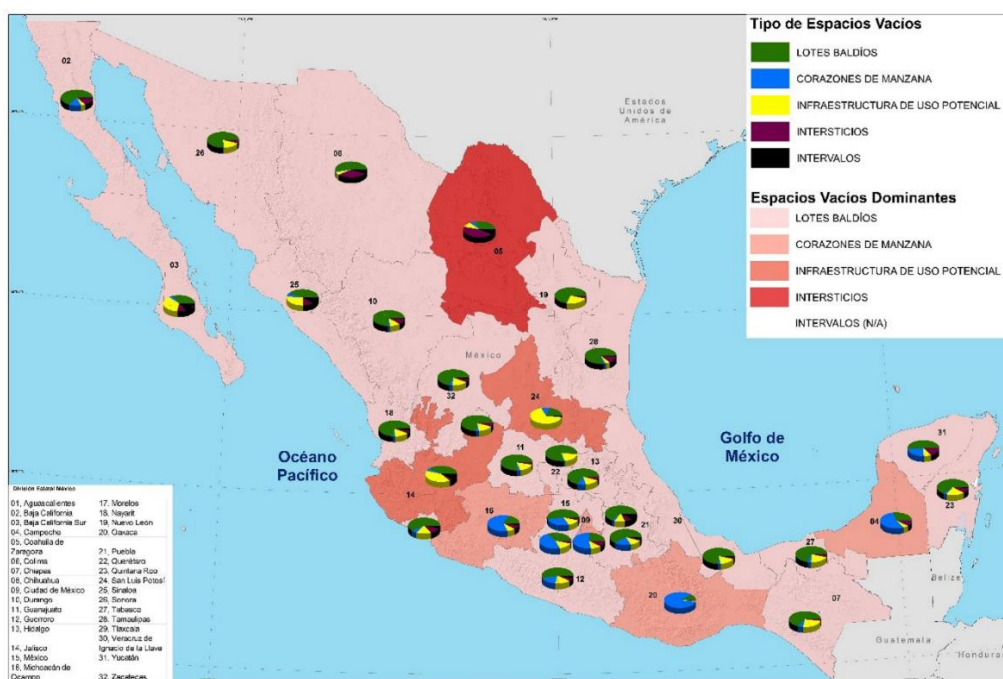 Tipo de Espacios Vacíos
LOTES BALDÍOS
CORAZONES DE MANZANA
INFRAESTRUCTURA DE USO POTENCIAL
INTERSTICIOS
INTERVALOS
Espacios Vacíos Dominantes
LOTES BALDÍOS
CORAZONES DE MANZANA
INFRAESTRUCTURA DE USO POTENCIAL
INTERSTICIOS
INTERVALOS (N/A)
Estados
Unidos de
América
02
26
08
05
03
25
10
19
28
México
32
24
18
Océano
Pacífico
Golfo de
México
11
22
13
14
16
15
09
21
30
12
20
27
07
04
31
23
Belize
Guatemala
Honduras
División Estatal México
01, Aguascalientes
02, Baja California
03, Baja California Sur
04, Campeche
05, Coahuila de
Zaragoza
06, Colima
07, Chiapas
08, Chihuahua
09, Ciudad de México
10, Durango
11, Guanajuato
12, Guerrero
13, Hidalgo
14, Jalisco
15, México
16, Michoacán de
Ocampo
17, Morelos
18, Nayarit
19, Nuevo León
20, Oaxaca
21, Puebla
22, Querétaro
23, Quintana Roo
24, San Luis Potosí
25, Sinaloa
26, Sonora
27, Tabasco
28, Tamaulipas
29, Tlaxcala
30, Veracruz de
Ignacio de la Llave
31, Yucatán
32, Zacatecas